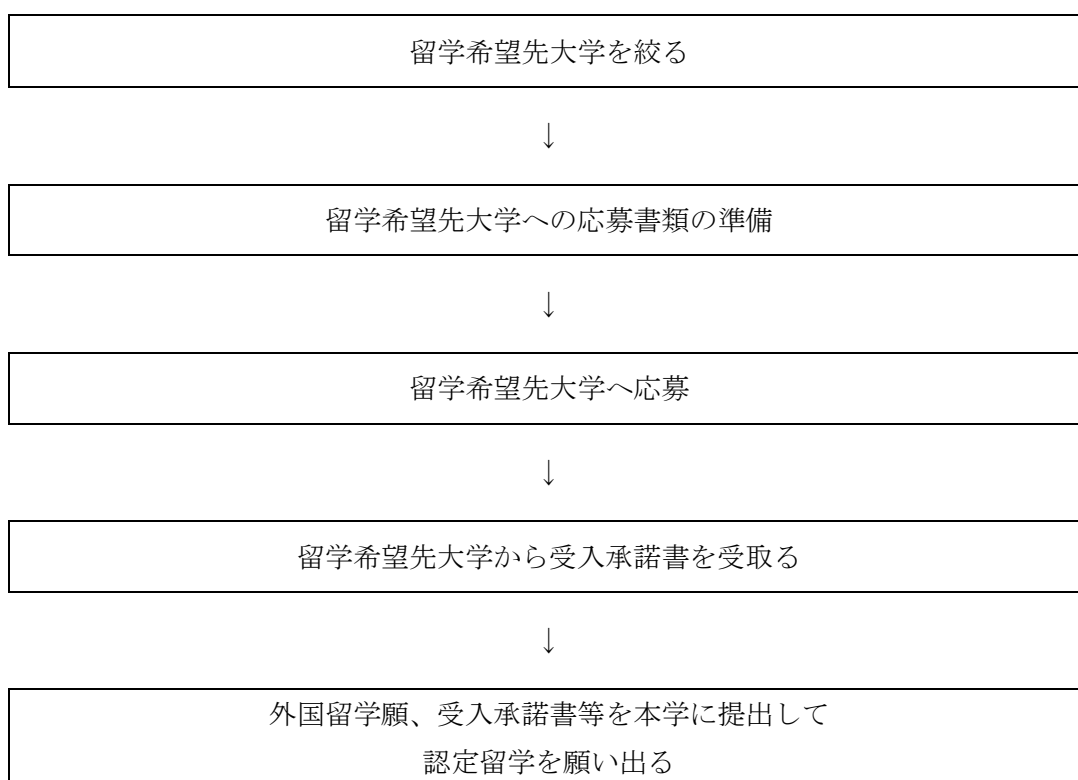 留学希望先大学を絞る
↓
留学希望先大学への応募書類の準備
↓
留学希望先大学へ応募
↓
留学希望先大学から受入承諾書を受取る
↓
外国留学願、受入承諾書等を本学に提出して
認定留学を願い出る